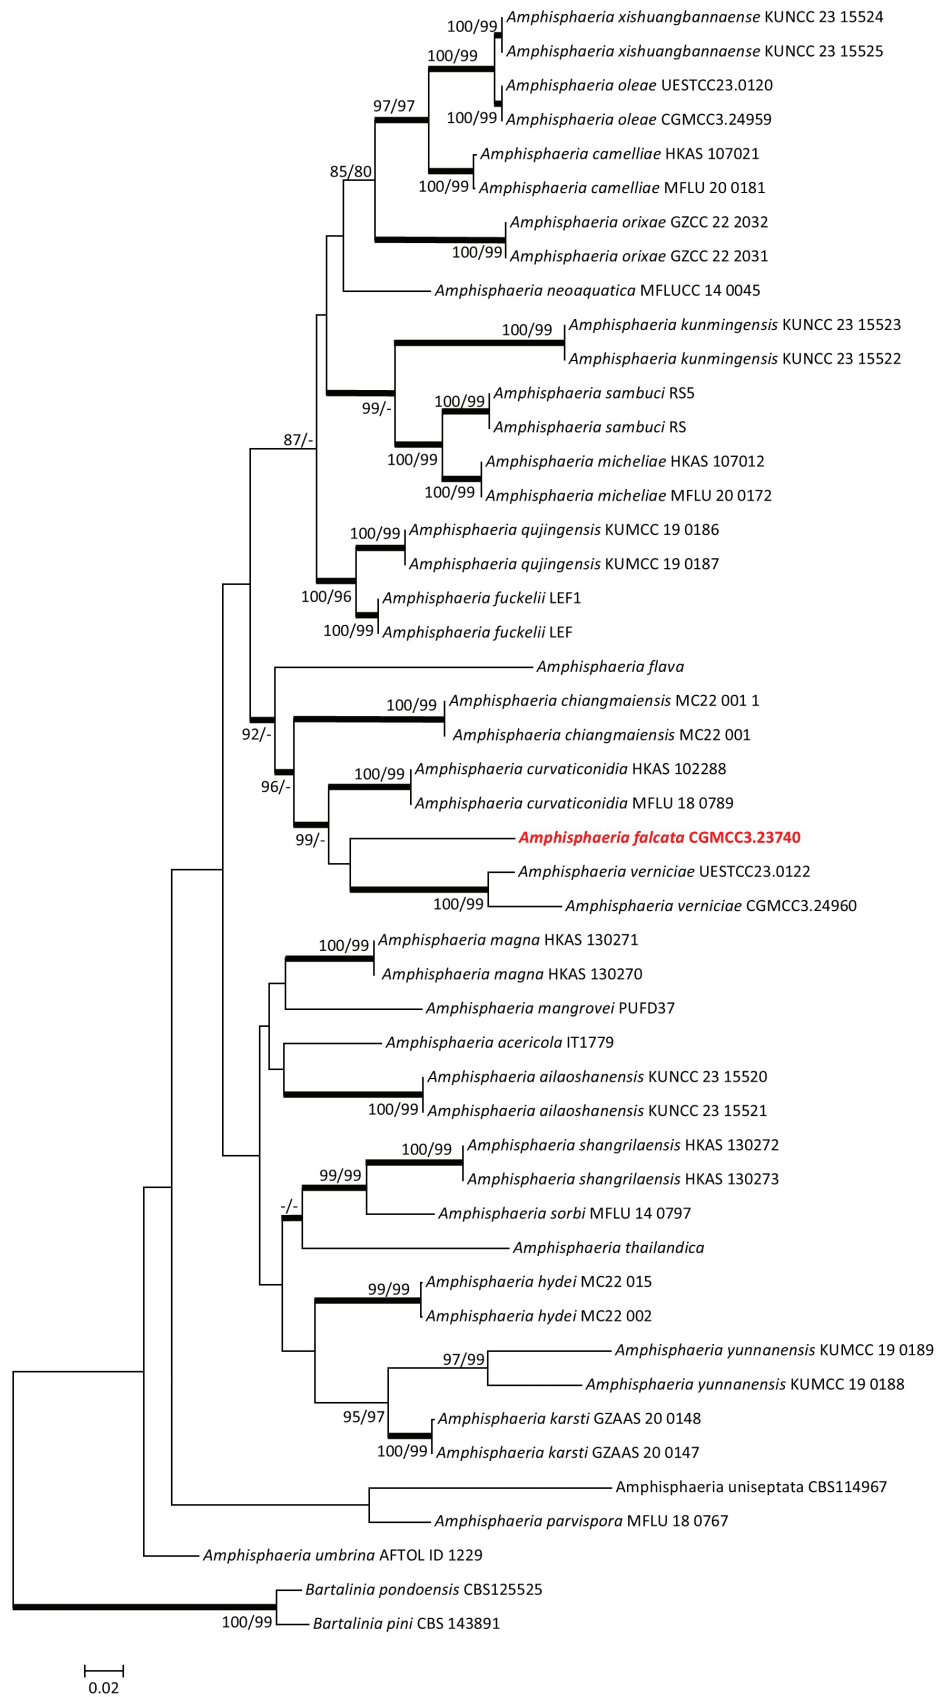 100/99
Amphisphaeria xishuangbannaense KUNCC 23 15524
100/99
Amphisphaeria xishuangbannaense KUNCC 23 15525
Amphisphaeria oleae UESTCC23.0120
97/97
100/99
Amphisphaeria oleae CGMCC3.24959
Amphisphaeria camelliae HKAS 107021
85/80
100/99
Amphisphaeria camelliae MFLU 20 0181
Amphisphaeria orixae GZCC 22 2032
100/99
Amphisphaeria orixae GZCC 22 2031
Amphisphaeria neoaquatica MFLUCC 14 0045
100/99
Amphisphaeria kunmingensis KUNCC 23 15523
Amphisphaeria kunmingensis KUNCC 23 15522
Amphisphaeria sambuci RS5
100/99
99/-
Amphisphaeria sambuci RS
87/-
100/99
Amphisphaeria micheliae HKAS 107012
100/99
Amphisphaeria micheliae MFLU 20 0172
100/99
Amphisphaeria qujingensis KUMCC 19 0186
Amphisphaeria qujingensis KUMCC 19 0187
100/96
Amphisphaeria fuckelii LEF1
100/99
Amphisphaeria fuckelii LEF
Amphisphaeria flava
100/99
Amphisphaeria chiangmaiensis MC22 001 1
92/-
Amphisphaeria chiangmaiensis MC22 001
100/99
Amphisphaeria curvaticonidia HKAS 102288
96/-
Amphisphaeria curvaticonidia MFLU 18 0789
99/-
Amphisphaeria falcata CGMCC3.23740
Amphisphaeria verniciae UESTCC23.0122
100/99
Amphisphaeria verniciae CGMCC3.24960
100/99
Amphisphaeria magna HKAS 130271
Amphisphaeria magna HKAS 130270
Amphisphaeria mangrovei PUFD37
Amphisphaeria acericola IT1779
Amphisphaeria ailaoshanensis KUNCC 23 15520
100/99
Amphisphaeria ailaoshanensis KUNCC 23 15521
100/99
Amphisphaeria shangrilaensis HKAS 130272
99/99
Amphisphaeria shangrilaensis HKAS 130273
-/-
Amphisphaeria sorbi MFLU 14 0797
Amphisphaeria thailandica
99/99
Amphisphaeria hydei MC22 015
Amphisphaeria hydei MC22 002
97/99
Amphisphaeria yunnanensis KUMCC 19 0189
Amphisphaeria yunnanensis KUMCC 19 0188
95/97
Amphisphaeria karsti GZAAS 20 0148
100/99
Amphisphaeria karsti GZAAS 20 0147
Amphisphaeria uniseptata CBS114967
Amphisphaeria parvispora MFLU 18 0767
Amphisphaeria umbrina AFTOL ID 1229
Bartalinia pondoensis CBS125525
100/99
Bartalinia pini CBS 143891
0.02